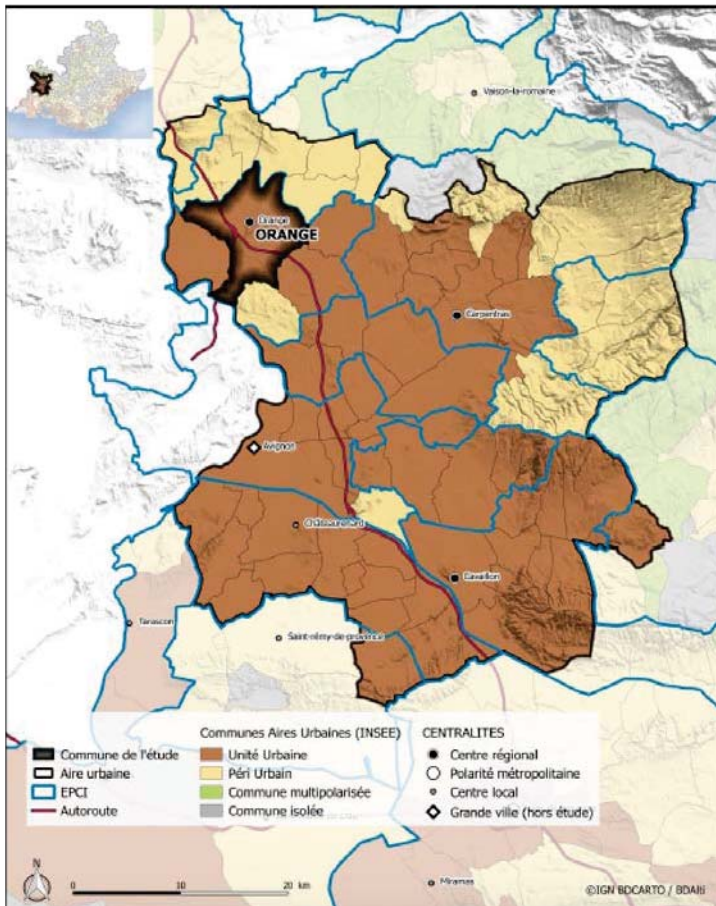 Vaison-la-romaine
Orange
ORANGE
Carpentras
Avignon
Châteaurenard
Cavaillon
Tarascon
Saint-rémy-de-provence
Communes Aires Urbaines (INSEE)
CENTRALITES
Commune de l'étude
Unité Urbaine
Centre régional
Aire urbaine
Péri Urbain
Polarité métropolitaine
EPCI
Commune multipolarisée
Centre local
Autoroute
Commune isolée
Grande ville (hors étude)
N
0 10 20 km
Miramas
©IGN BDCARTO / BDAlti